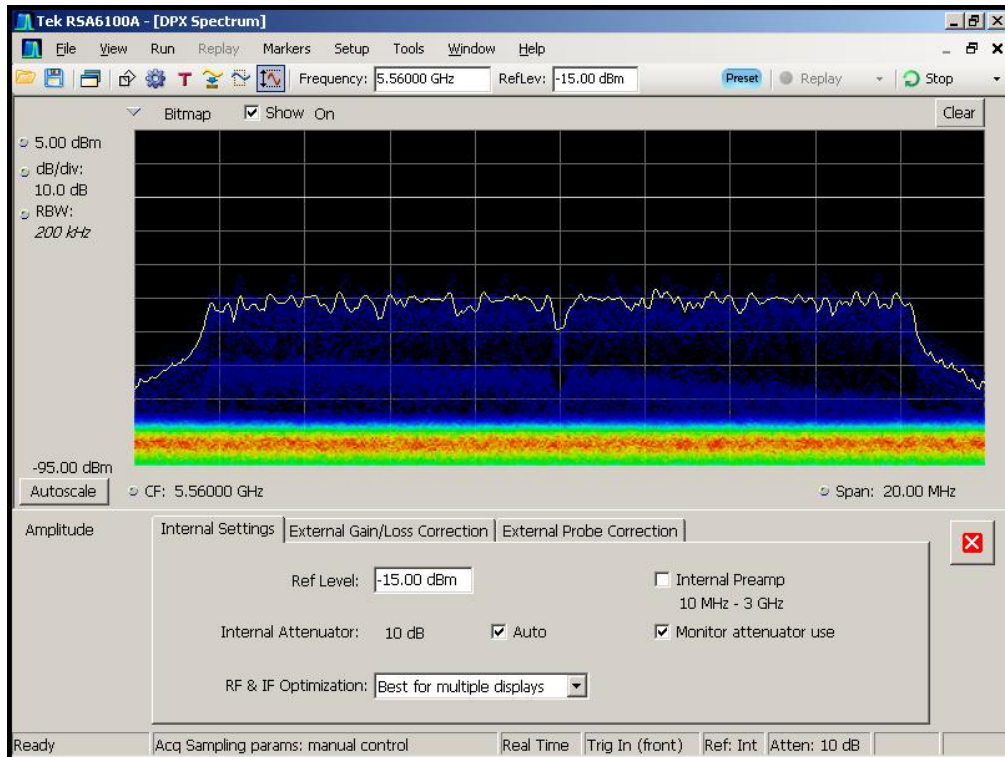 Tek RSA6100A - [DPX Spectrum]
File View Run Replay Markers Setup Tools Window Help
Frequency: 5.56000 GHz RefLev: -15.00 dBm Preset Replay Stop
Bitmap Show On Clear
5.00 dBm
dB/div:
10.0 dB
RBW:
200 kHz
-95.00 dBm
Autoscale CF: 5.56000 GHz Span: 20.00 MHz
Amplitude Internal Settings External Gain/Loss Correction External Probe Correction
Ref Level: -15.00 dBm Internal Preamp
10 MHz - 3 GHz
Internal Attenuator: 10 dB Auto Monitor attenuator use
RF & IF Optimization: Best for multiple displays
Ready Acq Sampling params: manual control Real Time Trig In (front) Ref: Int Atten: 10 dB